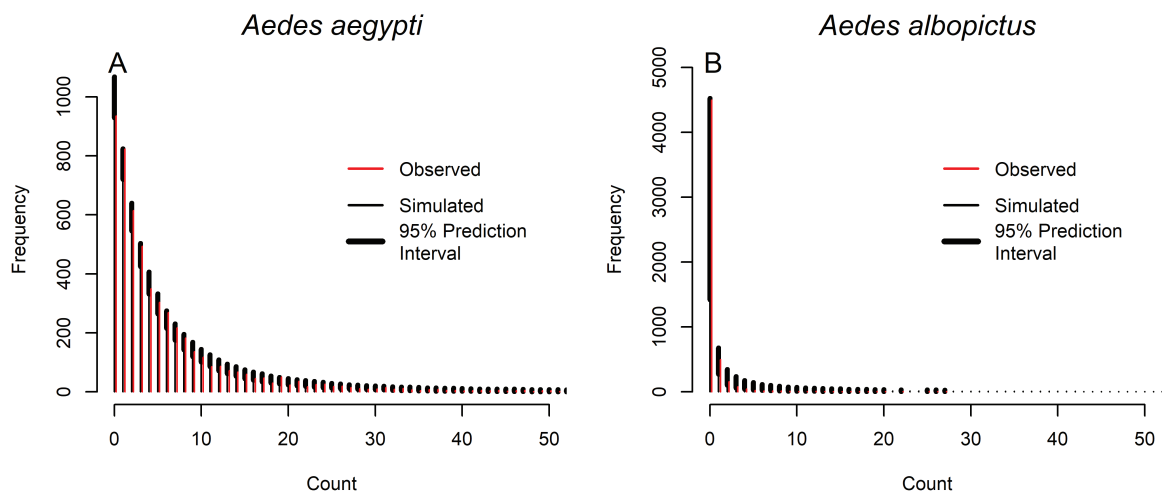 Aedes aegypti
A
1000
800
600
400
200
0
Frequency
Observed
Simulated
95% Prediction
Interval
0 10 20 30 40 50
Count
Aedes albopictus
B
5000
4000
3000
2000
1000
0
Frequency
Observed
Simulated
95% Prediction
Interval
0 10 20 30 40 50
Count